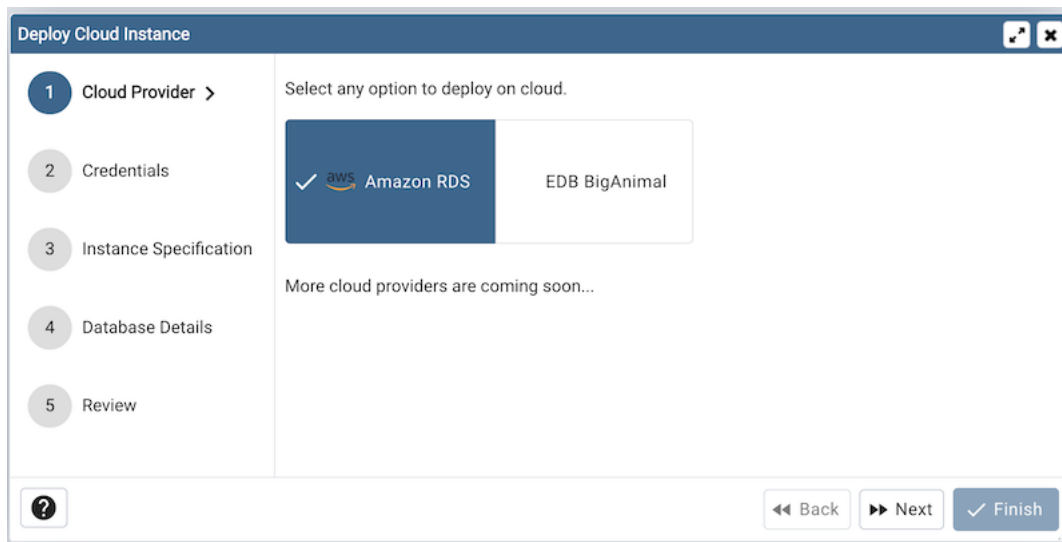 Deploy Cloud Instance
1 Cloud Provider
Select any option to deploy on cloud.
2 Credentials
aws Amazon RDS
EDB BigAnimal
3 Instance Specification
More cloud providers are coming soon...
4 Database Details
5 Review
? Back Next Finish